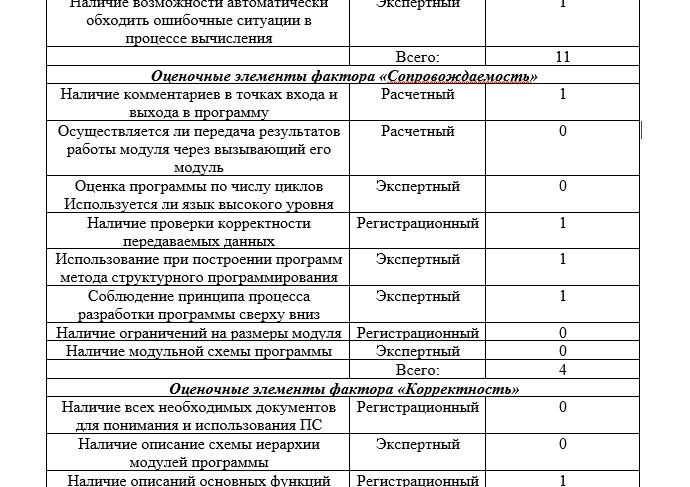 Наличие возможности автоматически
обходить ошибочные ситуации в
процессе вычисления
Экспертный
1
Всего:
11
Оценочные элементы фактора «Сопровождаемость»
Наличие комментариев в точках входа и
выхода в программу
Расчетный
1
Осуществляется ли передача результатов
работы модуля через вызывающий его
модуль
Расчетный
0
Оценка программы по числу циклов
Используется ли язык высокого уровня
Экспертный
0
Наличие проверки корректности
передаваемых данных
Регистрационный
1
Использование при построении программ
метода структурного программирования
Экспертный
1
Соблюдение принципа процесса
разработки программы сверху вниз
Экспертный
1
Наличие ограничений на размеры модуля
Регистрационный
0
Наличие модульной схемы программы
Экспертный
0
Всего:
4
Оценочные элементы фактора «Корректность»
Наличие всех необходимых документов
для понимания и использования ПС
Регистрационный
0
Наличие описание схемы иерархии
модулей программы
Экспертный
0
Наличие описаний основных функций
Регистрационный
1